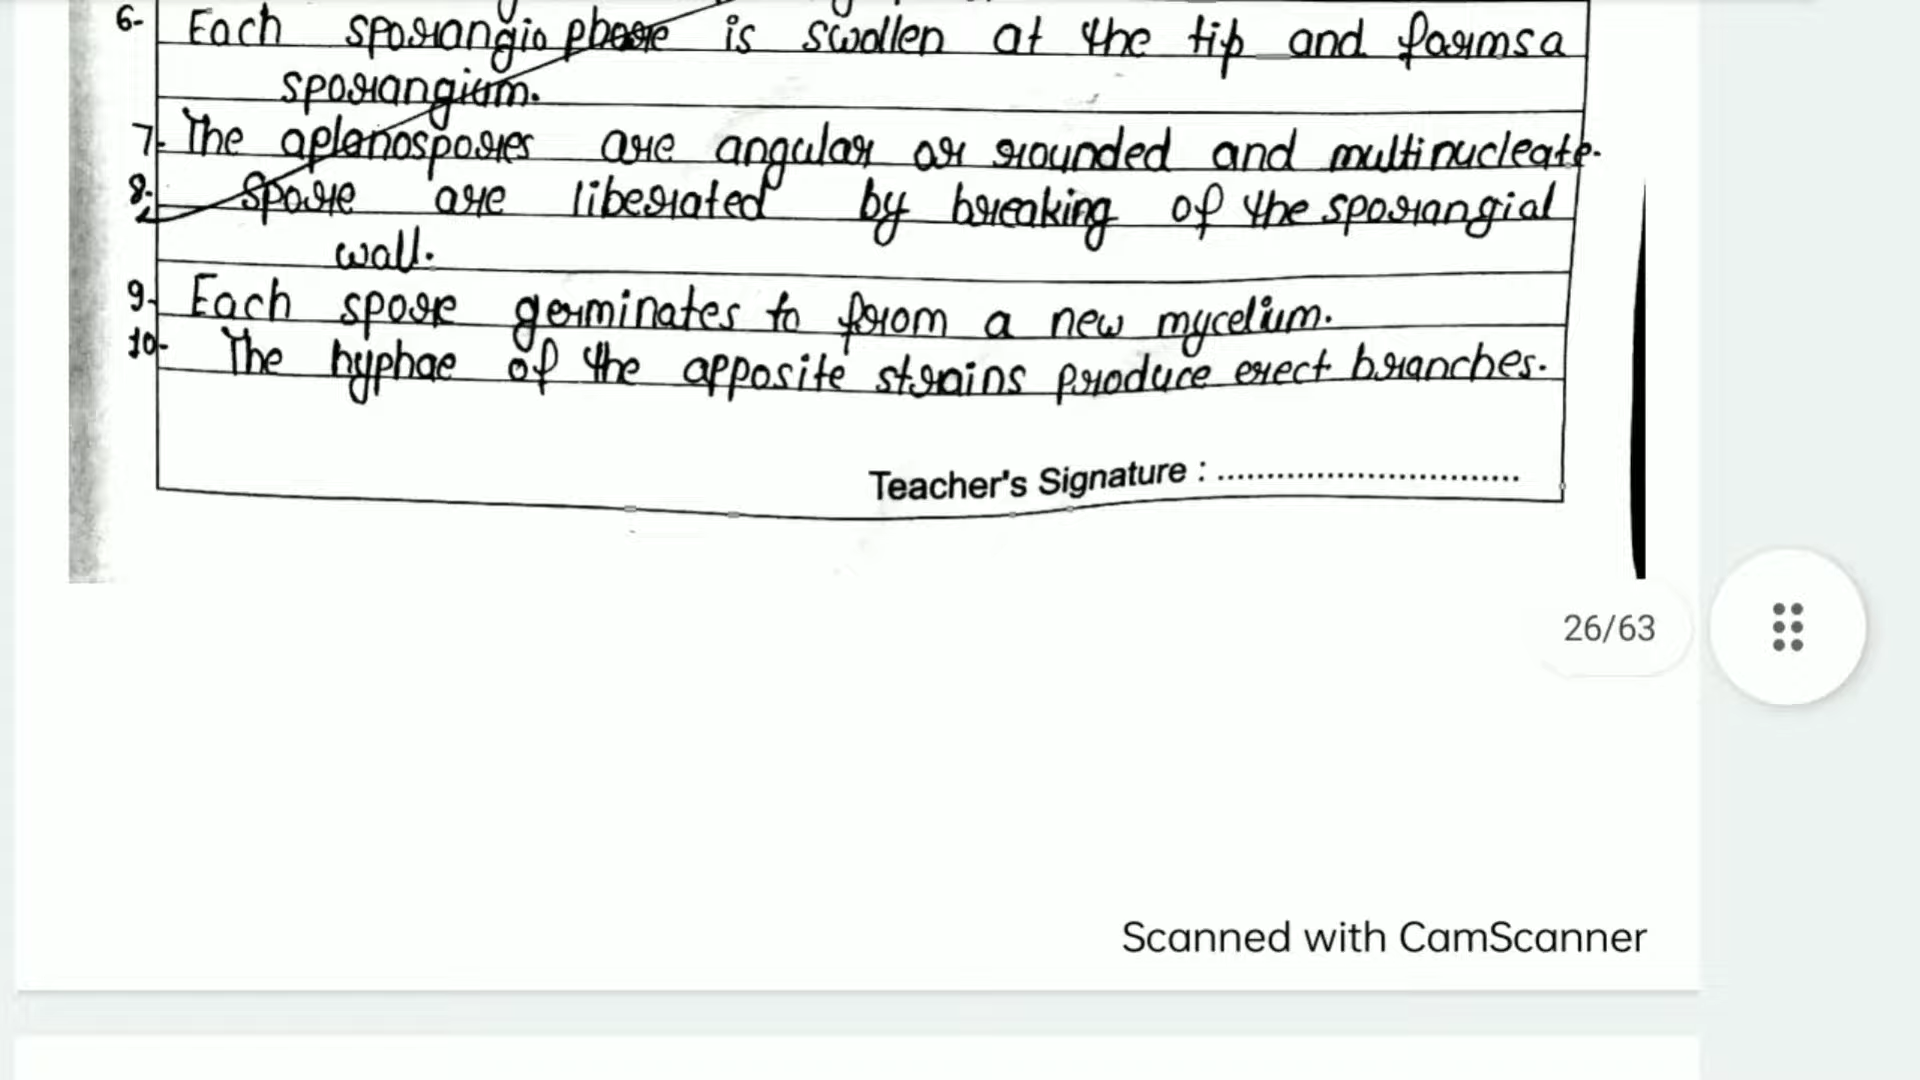 6- Each sporangiophore is swollen at the tip and forms a
sporangium.
7- The aplanospores are angular or rounded and multinucleate.
8- Spore are liberated by breaking of the sporangial
wall.
9- Each spore germinates to from a new mycelium.
10- The hyphae of the apposite strains produce erect branches.
Teacher's Signature : ..............................
26/63
Scanned with CamScanner